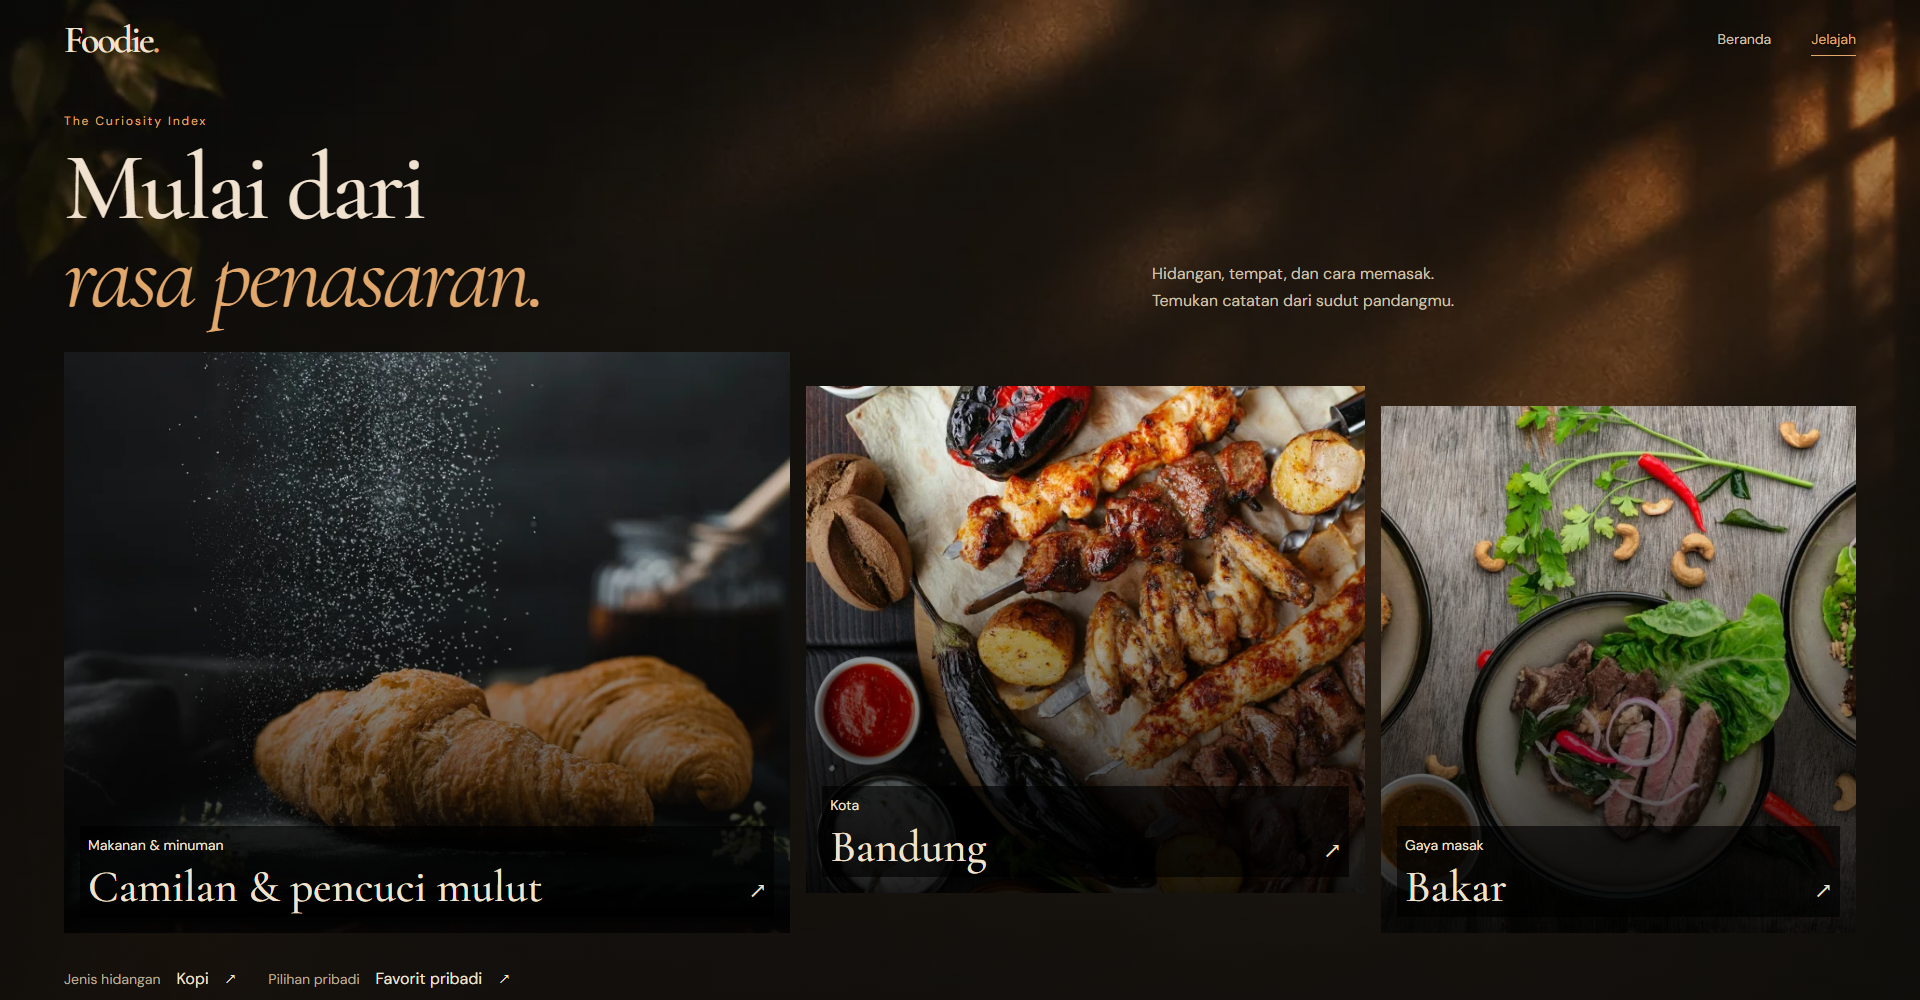 Foodie.
Beranda
Jelajah
The Curiosity Index
Mulai dari
rasa penasaran.
Hidangan, tempat, dan cara memasak.
Temukan catatan dari sudut pandangmu.
Makanan & minuman
Camilan & pencuci mulut ↗
Kota
Bandung ↗
Gaya masak
Bakar ↗
Jenis hidangan Kopi ↗ Pilihan pribadi Favorit pribadi ↗